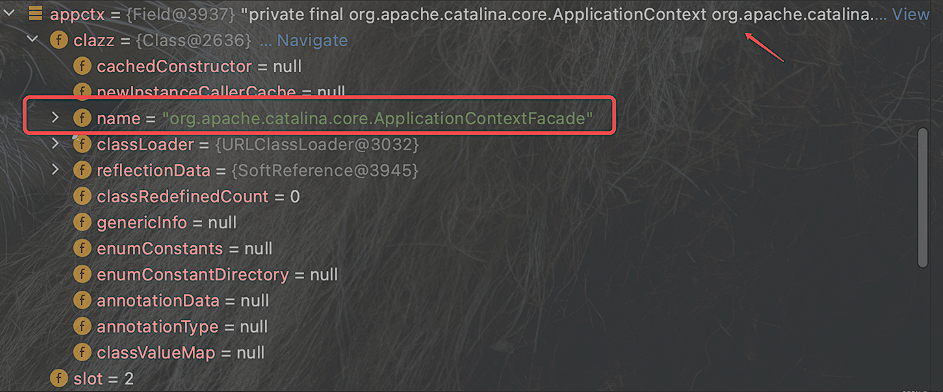 appctx = {Field@3937} "private final org.apache.catalina.core.ApplicationContext org.apache.catalina.... View
f clazz = {Class@2636} ... Navigate
f cachedConstructor = null
f newInstanceCallerCache = null
f name = "org.apache.catalina.core.ApplicationContextFacade"
f classLoader = {URLClassLoader@3032}
f reflectionData = {SoftReference@3945}
f classRedefinedCount = 0
f genericInfo = null
f enumConstants = null
f enumConstantDirectory = null
f annotationData = null
f annotationType = null
f classValueMap = null
f slot = 2